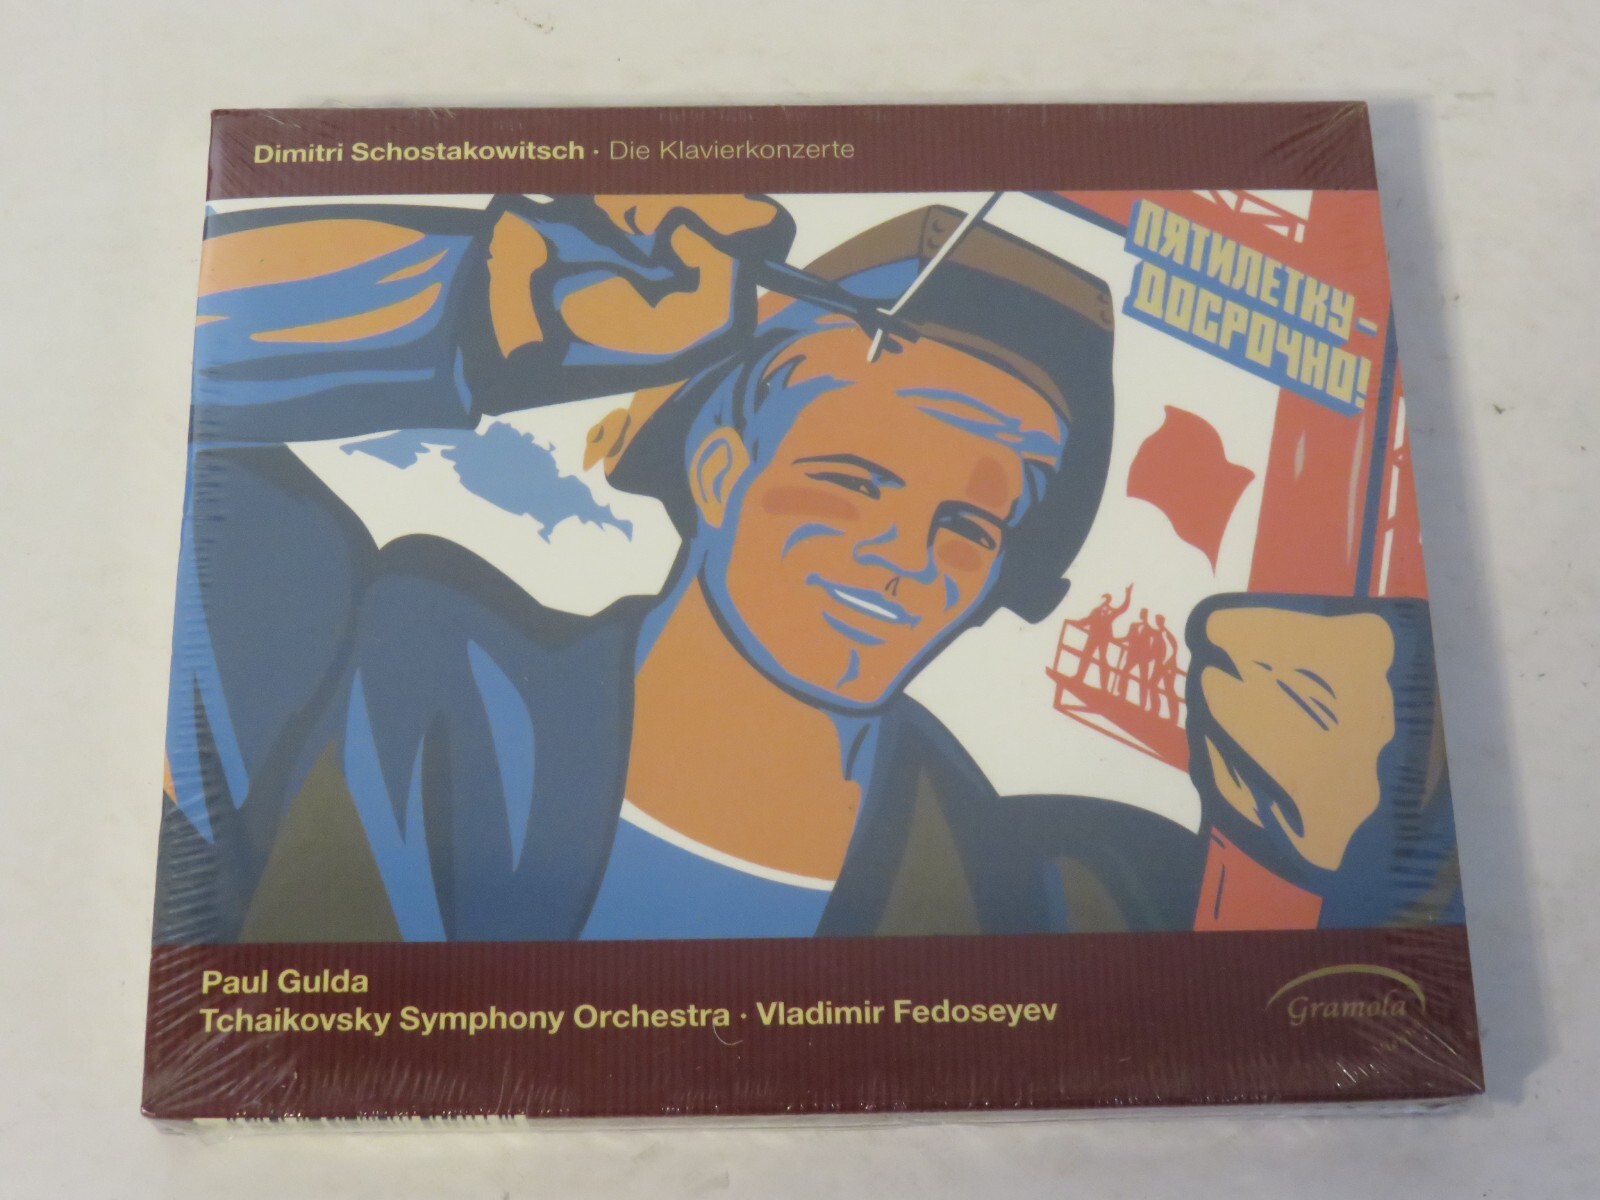 Dimitri Schostakowitsch · Die Klavierkonzerte
ПЯТИЛЕТКУ -
ДОСРОЧНО!
Paul Gulda
Tchaikovsky Symphony Orchestra · Vladimir Fedoseyev
Gramola